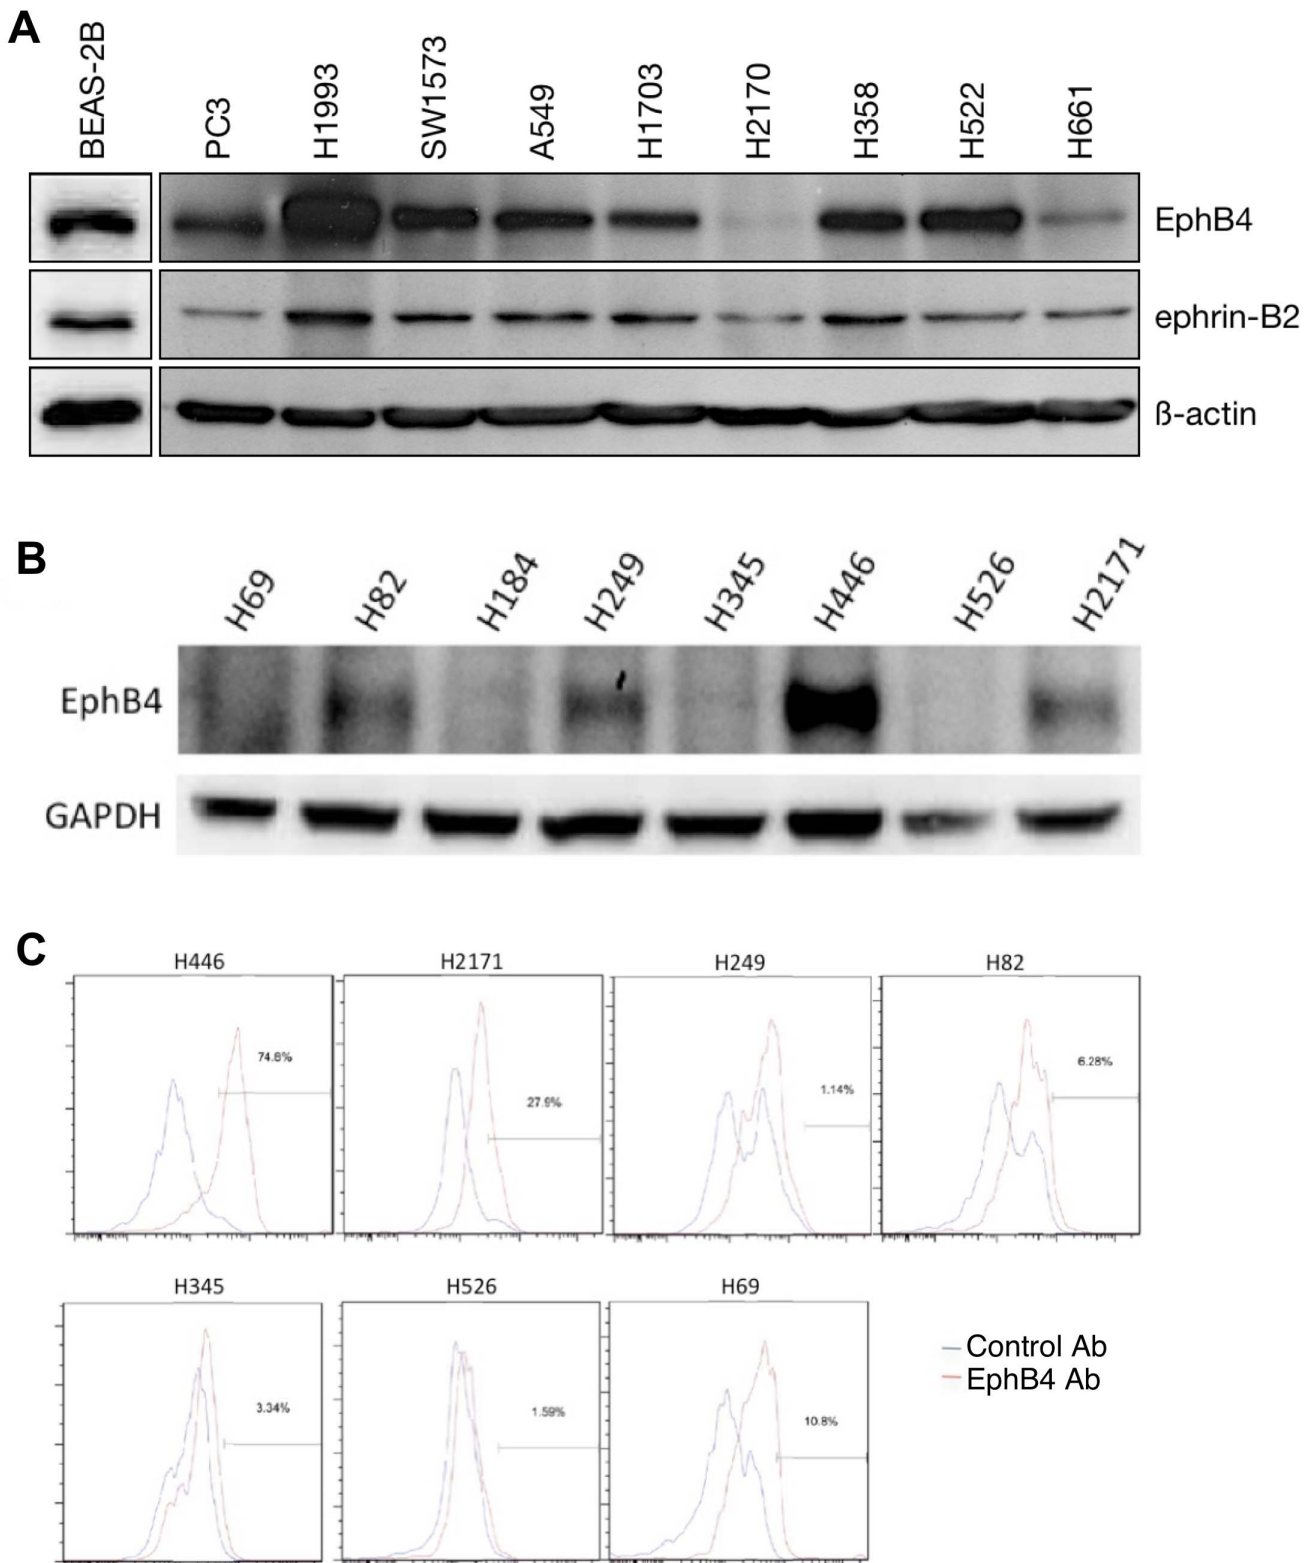 A
BEAS-2B PC3 H1993 SW1573 A549 H1703 H2170 H358 H522 H661
EphB4
ephrin-B2
ß-actin
B
H69 H82 H184 H249 H345 H446 H526 H2171
EphB4
GAPDH
C
H446 H2171 H249 H82
74.8% 27.9% 1.14% 6.28%
H345 H526 H69
3.34% 1.59% 10.8%
Control Ab
EphB4 Ab